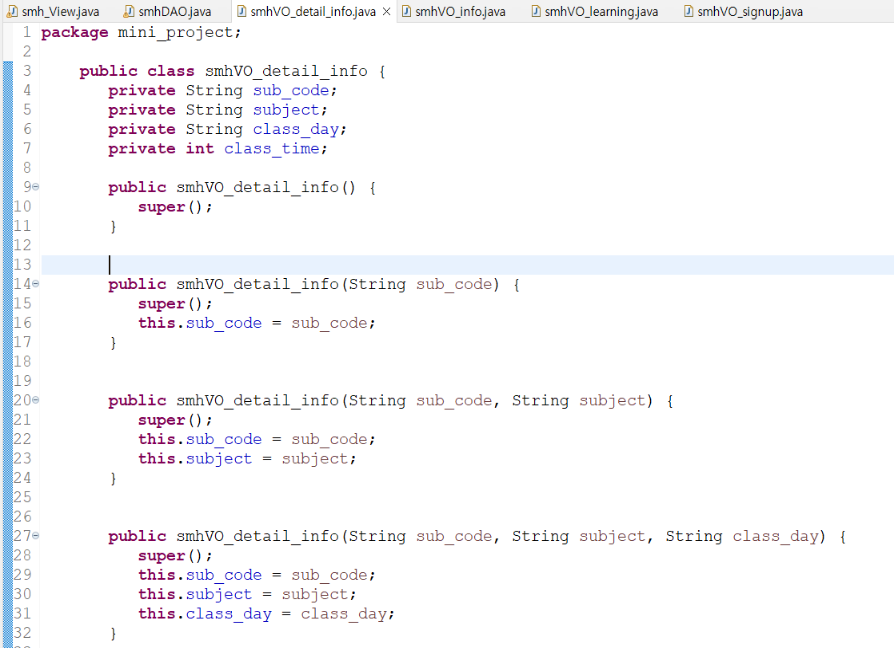 smh_View.java smhDAO.java smhVO_detail_info.java smhVO_info.java smhVO_learning.java smhVO_signup.java
1 package mini_project;
2
3 public class smhVO_detail_info {
4 private String sub_code;
5 private String subject;
6 private String class_day;
7 private int class_time;
8
9 public smhVO_detail_info() {
10 super();
11 }
12
13
14 public smhVO_detail_info(String sub_code) {
15 super();
16 this.sub_code = sub_code;
17 }
18
19
20 public smhVO_detail_info(String sub_code, String subject) {
21 super();
22 this.sub_code = sub_code;
23 this.subject = subject;
24 }
25
26
27 public smhVO_detail_info(String sub_code, String subject, String class_day) {
28 super();
29 this.sub_code = sub_code;
30 this.subject = subject;
31 this.class_day = class_day;
32 }